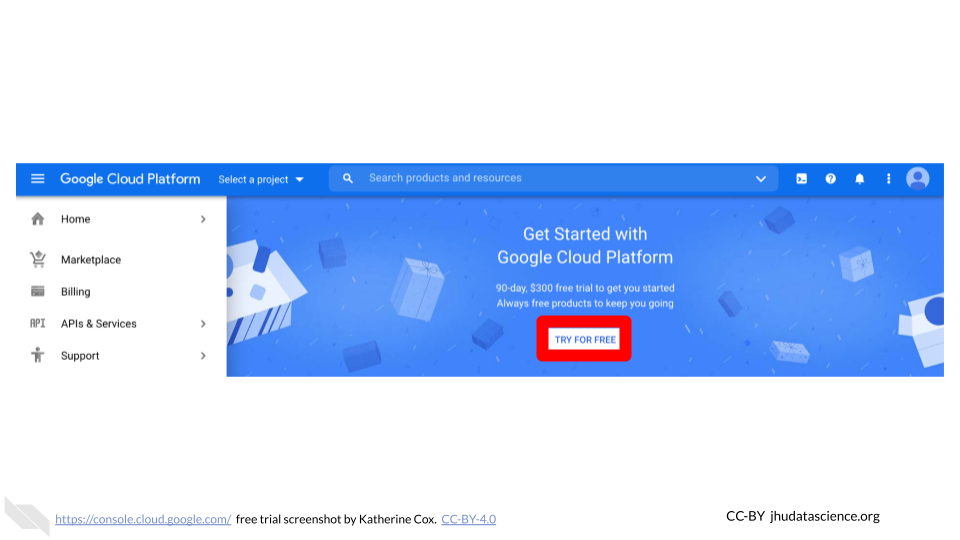 Google Cloud Platform Select a project Search products and resources
Home
Marketplace
Billing
API APIs & Services
Support
Get Started with
Google Cloud Platform
90-day, $300 free trial to get you started
Always free products to keep you going
TRY FOR FREE
https://console.cloud.google.com/ free trial screenshot by Katherine Cox. CC-BY-4.0
CC-BY jhudatascience.org